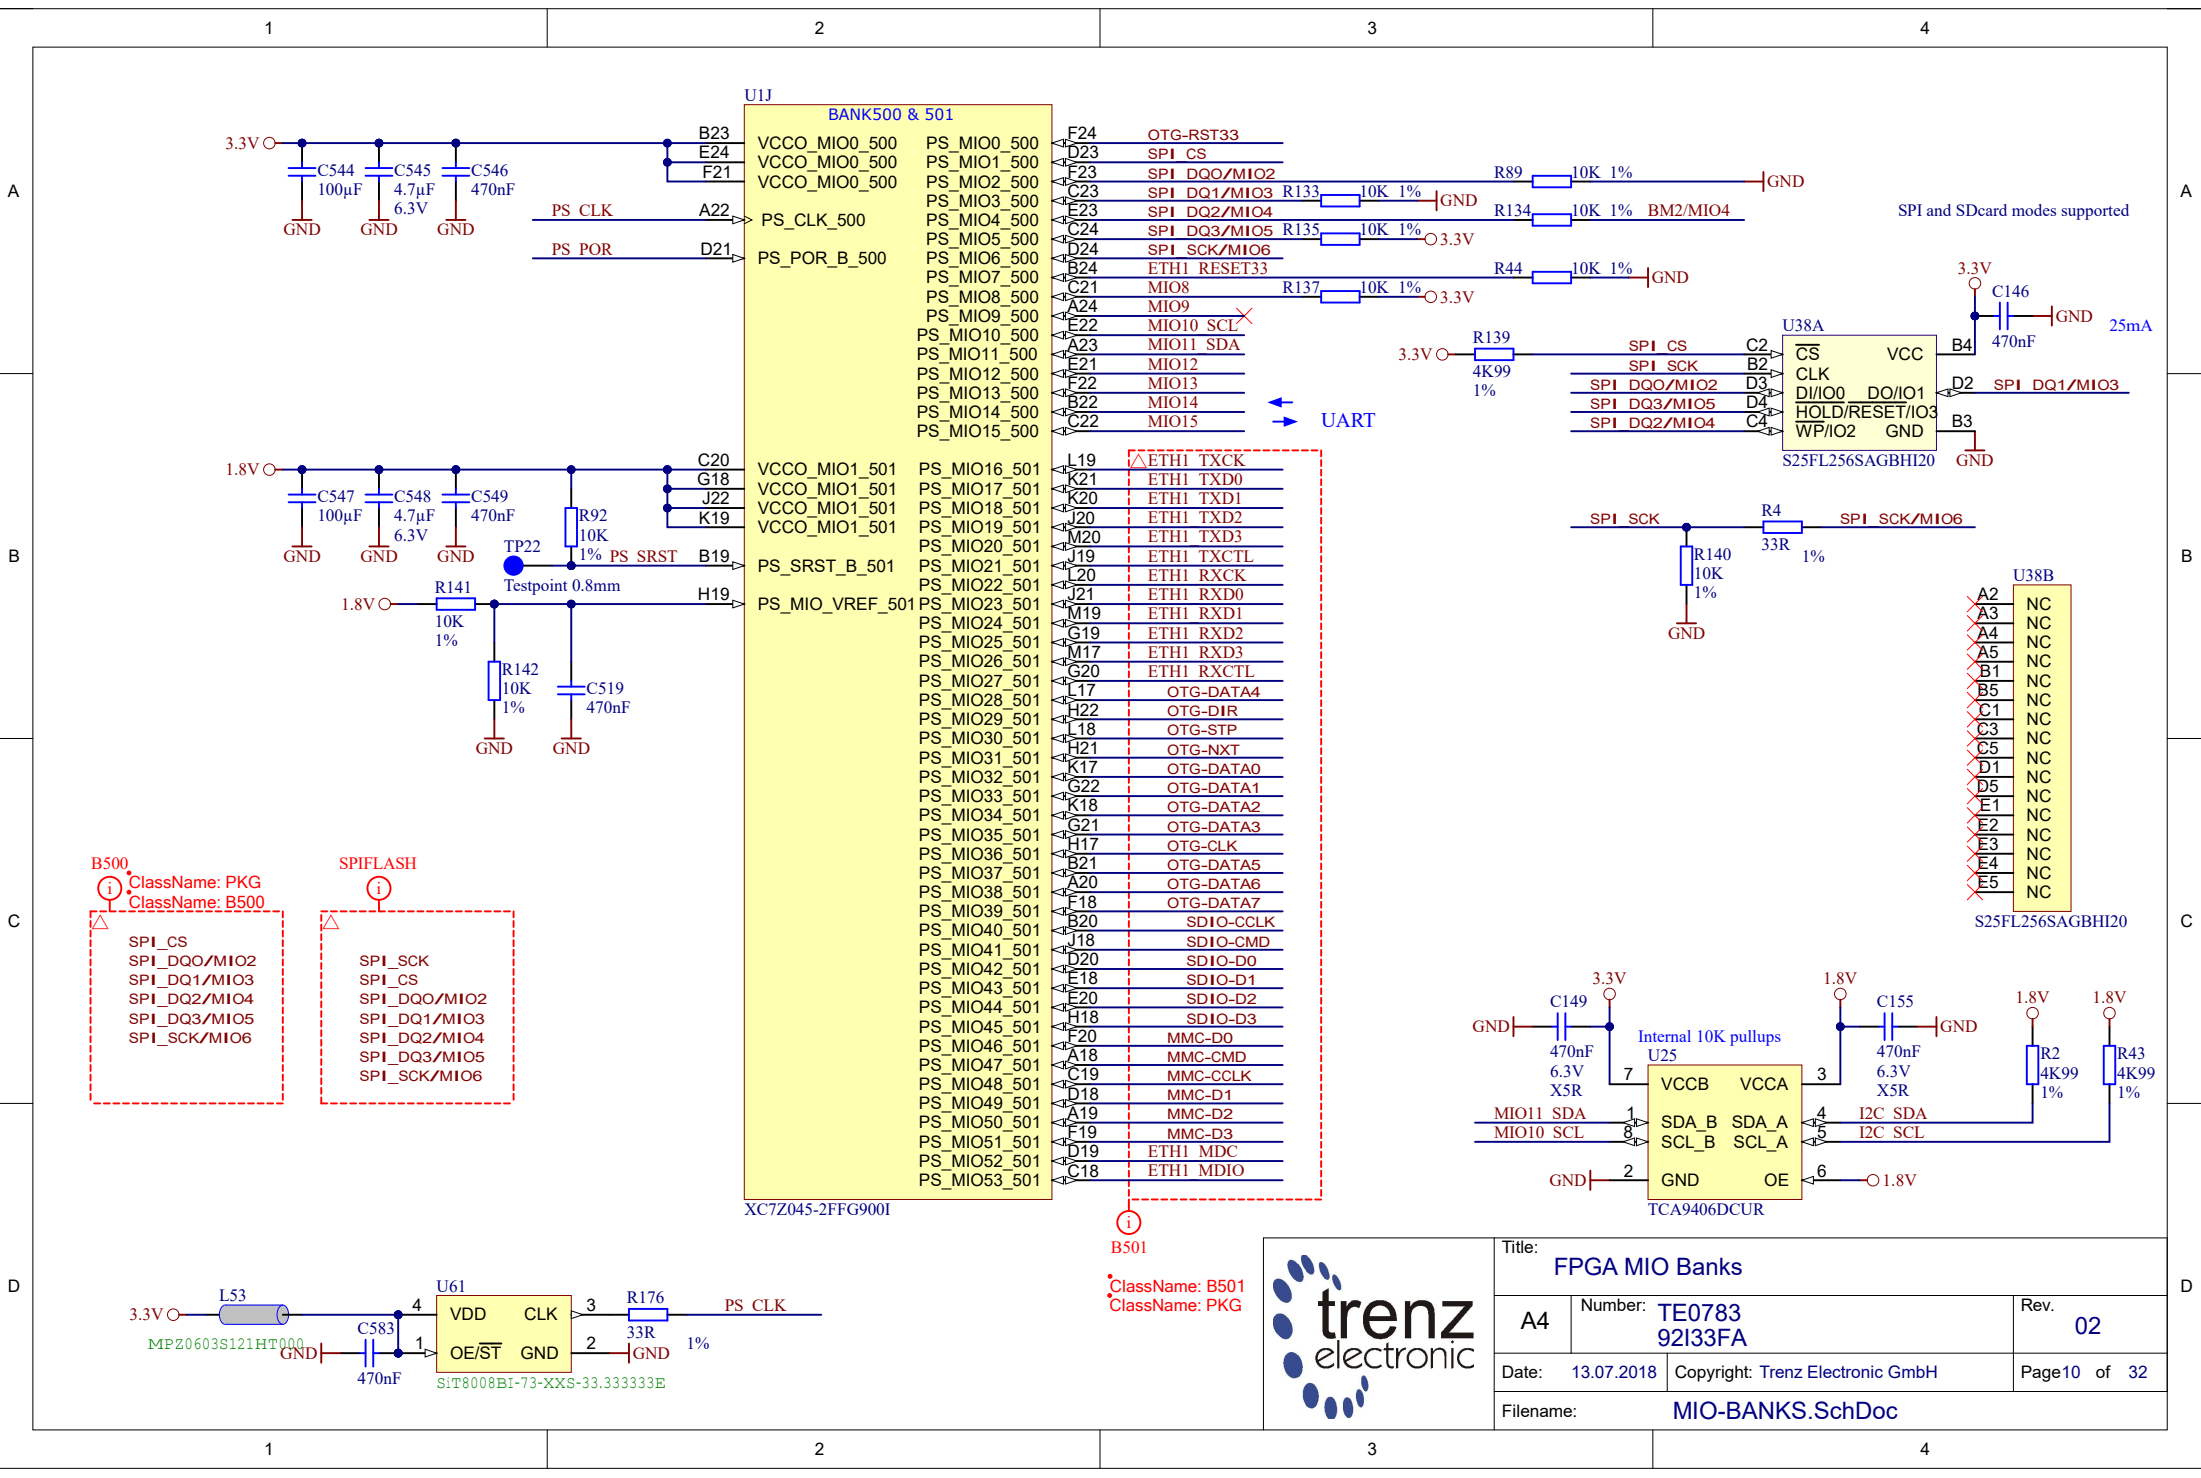 1 2 3 4
A
B
C
D
U1J
BANK500 & 501
3.3V
C544
100µF
C545
4.7µF
6.3V
C546
470nF
GND GND GND
B23 VCCO_MIO0_500
E24 VCCO_MIO0_500
F21 VCCO_MIO0_500
PS_CLK A22 PS_CLK_500
PS_POR D21 PS_POR_B_500
1.8V
C547
100µF
C548
4.7µF
6.3V
C549
470nF
GND GND GND
R92
10K
1%
C20 VCCO_MIO1_501
G18 VCCO_MIO1_501
J22 VCCO_MIO1_501
K19 VCCO_MIO1_501
TP22
Testpoint 0.8mm
PS_SRST B19 PS_SRST_B_501
1.8V
R141
10K
1%
H19 PS_MIO_VREF_501
R142
10K
1%
C519
470nF
GND GND
PS_MIO0_500 F24 OTG-RST33
PS_MIO1_500 D23 SPI_CS
PS_MIO2_500 F23 SPI_DQ0/MIO2 R89 10K 1% GND
PS_MIO3_500 C23 SPI_DQ1/MIO3 R133 10K 1% GND
PS_MIO4_500 E23 SPI_DQ2/MIO4 R134 10K 1% BM2/MIO4
PS_MIO5_500 C24 SPI_DQ3/MIO5 R135 10K 1% 3.3V
PS_MIO6_500 D24 SPI_SCK/MIO6
PS_MIO7_500 B24 ETH1_RESET33 R44 10K 1% GND
PS_MIO8_500 C21 MIO8 R137 10K 1% 3.3V
PS_MIO9_500 A24 MIO9
PS_MIO10_500 E22 MIO10_SCL
PS_MIO11_500 A23 MIO11_SDA
PS_MIO12_500 E21 MIO12
PS_MIO13_500 F22 MIO13
PS_MIO14_500 B22 MIO14
PS_MIO15_500 C22 MIO15
UART
PS_MIO16_501 L19 ETH1_TXCK
PS_MIO17_501 K21 ETH1_TXD0
PS_MIO18_501 K20 ETH1_TXD1
PS_MIO19_501 J20 ETH1_TXD2
PS_MIO20_501 M20 ETH1_TXD3
PS_MIO21_501 J19 ETH1_TXCTL
PS_MIO22_501 L20 ETH1_RXCK
PS_MIO23_501 J21 ETH1_RXD0
PS_MIO24_501 M19 ETH1_RXD1
PS_MIO25_501 G19 ETH1_RXD2
PS_MIO26_501 M17 ETH1_RXD3
PS_MIO27_501 G20 ETH1_RXCTL
PS_MIO28_501 L17 OTG-DATA4
PS_MIO29_501 H22 OTG-DIR
PS_MIO30_501 L18 OTG-STP
PS_MIO31_501 H21 OTG-NXT
PS_MIO32_501 K17 OTG-DATA0
PS_MIO33_501 G22 OTG-DATA1
PS_MIO34_501 K18 OTG-DATA2
PS_MIO35_501 G21 OTG-DATA3
PS_MIO36_501 H17 OTG-CLK
PS_MIO37_501 B21 OTG-DATA5
PS_MIO38_501 A20 OTG-DATA6
PS_MIO39_501 F18 OTG-DATA7
PS_MIO40_501 B20 SDIO-CCLK
PS_MIO41_501 J18 SDIO-CMD
PS_MIO42_501 D20 SDIO-D0
PS_MIO43_501 E18 SDIO-D1
PS_MIO44_501 E20 SDIO-D2
PS_MIO45_501 H18 SDIO-D3
PS_MIO46_501 F20 MMC-D0
PS_MIO47_501 A18 MMC-CMD
PS_MIO48_501 C19 MMC-CCLK
PS_MIO49_501 D18 MMC-D1
PS_MIO50_501 A19 MMC-D2
PS_MIO51_501 F19 MMC-D3
PS_MIO52_501 D19 ETH1_MDC
PS_MIO53_501 C18 ETH1_MDIO
XC7Z045-2FFG900I
i
B501
ClassName: B501
ClassName: PKG
SPI and SDcard modes supported
3.3V
C146
470nF
GND
25mA
U38A
3.3V R139 4K99 1%
SPI_CS C2 CS VCC B4
SPI_SCK B2 CLK
SPI_DQ0/MIO2 D3 DI/IO0 DO/IO1 D2 SPI_DQ1/MIO3
SPI_DQ3/MIO5 D4 HOLD/RESET/IO3
SPI_DQ2/MIO4 C4 WP/IO2 GND B3
S25FL256SAGBHI20 GND
SPI_SCK R4 33R 1% SPI_SCK/MIO6
R140
10K
1%
GND
U38B
A2 NC
A3 NC
A4 NC
A5 NC
B1 NC
B5 NC
C1 NC
C3 NC
C5 NC
D1 NC
D5 NC
E1 NC
E2 NC
E3 NC
E4 NC
E5 NC
S25FL256SAGBHI20
B500
i
ClassName: PKG
ClassName: B500
SPI_CS
SPI_DQ0/MIO2
SPI_DQ1/MIO3
SPI_DQ2/MIO4
SPI_DQ3/MIO5
SPI_SCK/MIO6
SPIFLASH
i
SPI_SCK
SPI_CS
SPI_DQ0/MIO2
SPI_DQ1/MIO3
SPI_DQ2/MIO4
SPI_DQ3/MIO5
SPI_SCK/MIO6
3.3V 1.8V 1.8V 1.8V
GND C149
470nF
6.3V
X5R
C155 GND
470nF
6.3V
X5R
R2
4K99
1%
R43
4K99
1%
Internal 10K pullups
U25
7 VCCB VCCA 3
MIO11_SDA 1 SDA_B SDA_A 4 I2C_SDA
MIO10_SCL 8 SCL_B SCL_A 5 I2C_SCL
GND 2 GND OE 6 1.8V
TCA9406DCUR
3.3V L53
MPZ0603S121HT000
GND C583
470nF
U61
4 VDD CLK 3
1 OE/ST GND 2
GND
SiT8008BI-73-XXS-33.333333E
R176
33R
1%
PS_CLK
trenz
electronic
Title:
FPGA MIO Banks
A4 Number: TE0783
92I33FA
Rev.
02
Date: 13.07.2018 Copyright: Trenz Electronic GmbH Page 10 of 32
Filename: MIO-BANKS.SchDoc
A
B
C
D
1 2 3 4